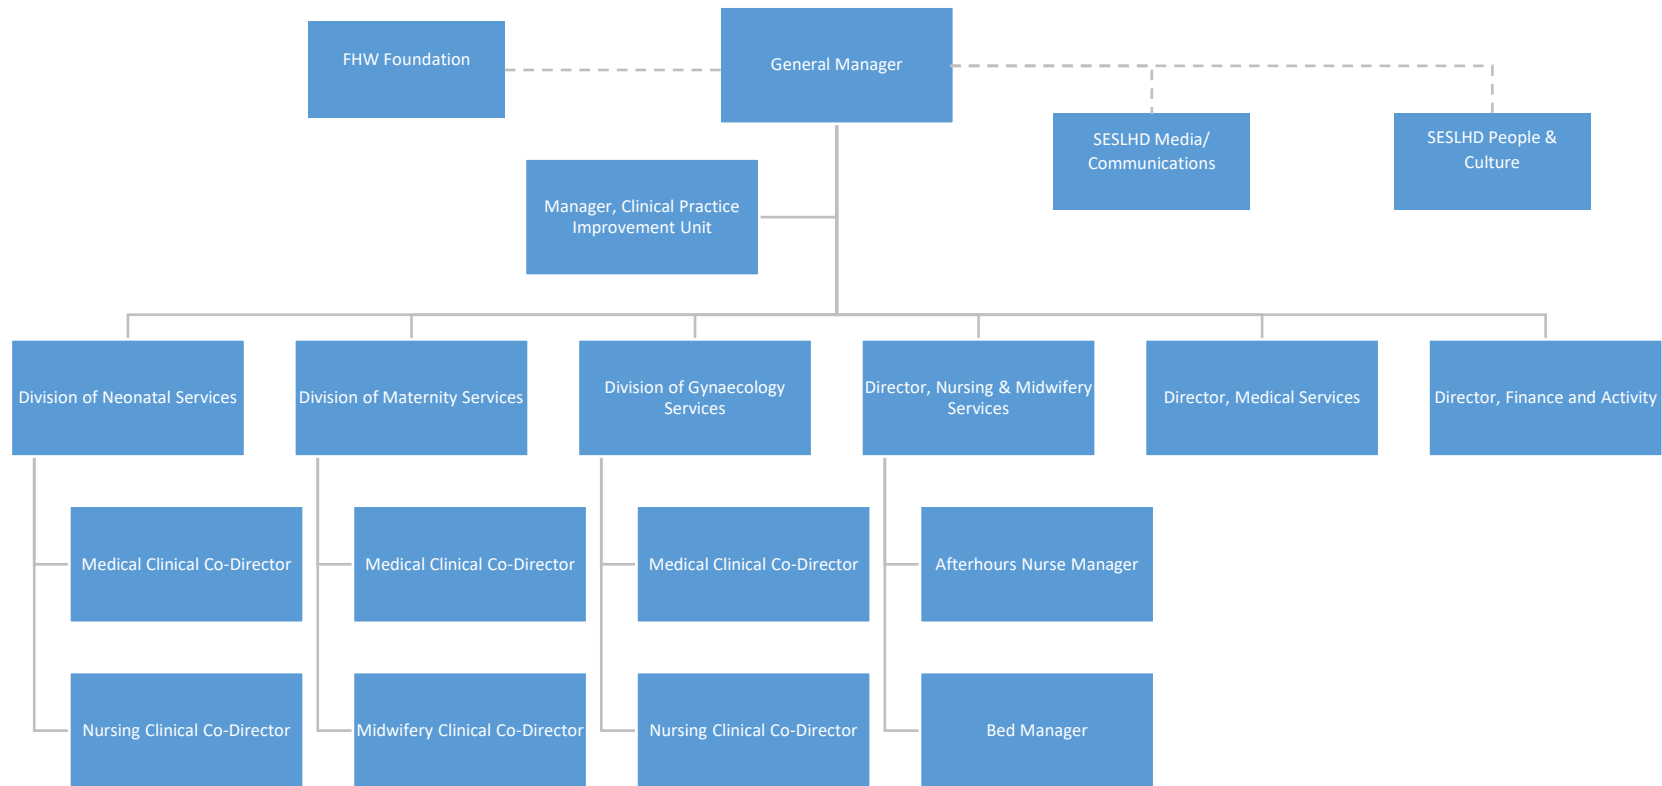 FHW Foundation
General Manager
SESLHD Media/
Communications
SESLHD People &
Culture
Manager, Clinical Practice
Improvement Unit
Division of Neonatal Services
Division of Maternity Services
Division of Gynaecology
Services
Director, Nursing & Midwifery
Services
Director, Medical Services
Director, Finance and Activity
Medical Clinical Co-Director
Medical Clinical Co-Director
Medical Clinical Co-Director
Afterhours Nurse Manager
Nursing Clinical Co-Director
Midwifery Clinical Co-Director
Nursing Clinical Co-Director
Bed Manager